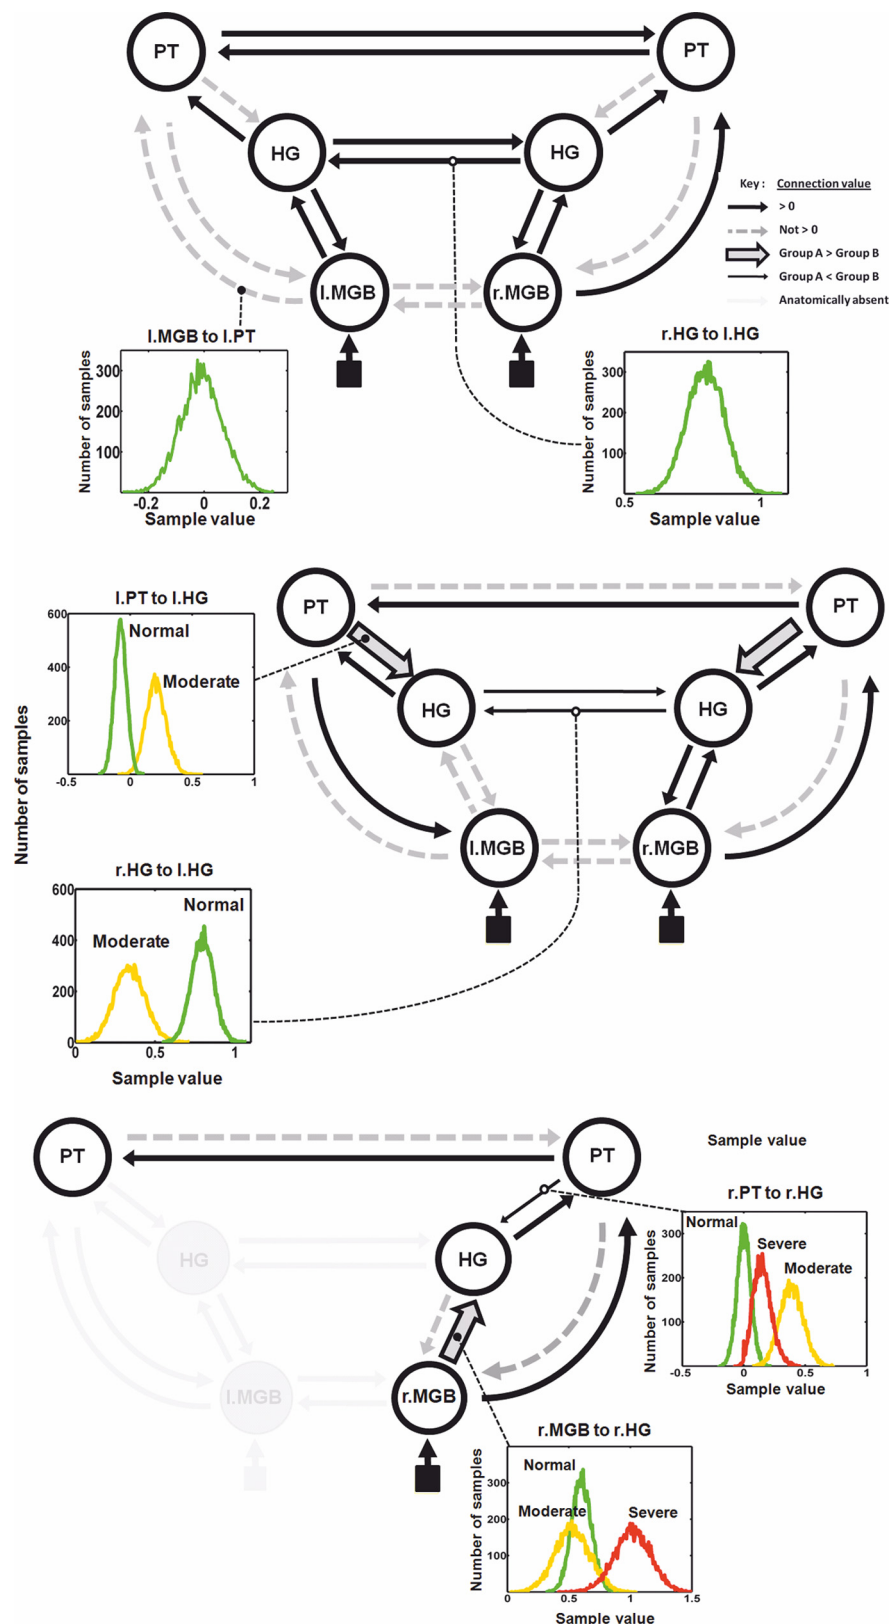 PT
PT
HG
HG
Key : Connection value
> 0
Not > 0
Group A > Group B
Group A < Group B
Anatomically absent
l.MGB
r.MGB
l.MGB to l.PT
Number of samples
300
200
100
-0.2
0
0.2
Sample value
r.HG to l.HG
Number of samples
300
200
100
0.5
1
Sample value
Number of samples
l.PT to l.HG
600
400
200
Normal
Moderate
-0.5
0
0.5
1
PT
PT
HG
HG
l.MGB
r.MGB
r.HG to l.HG
600
400
200
0
Normal
Moderate
0
0.5
1
Sample value
PT
PT
HG
HG
l.MGB
r.MGB
Sample value
r.PT to r.HG
Number of samples
300
200
100
Normal
Severe
Moderate
-0.5
0
0.5
1
Sample value
r.MGB to r.HG
Number of samples
300
200
100
Normal
Moderate
Severe
0
0.5
1
1.5
Sample value